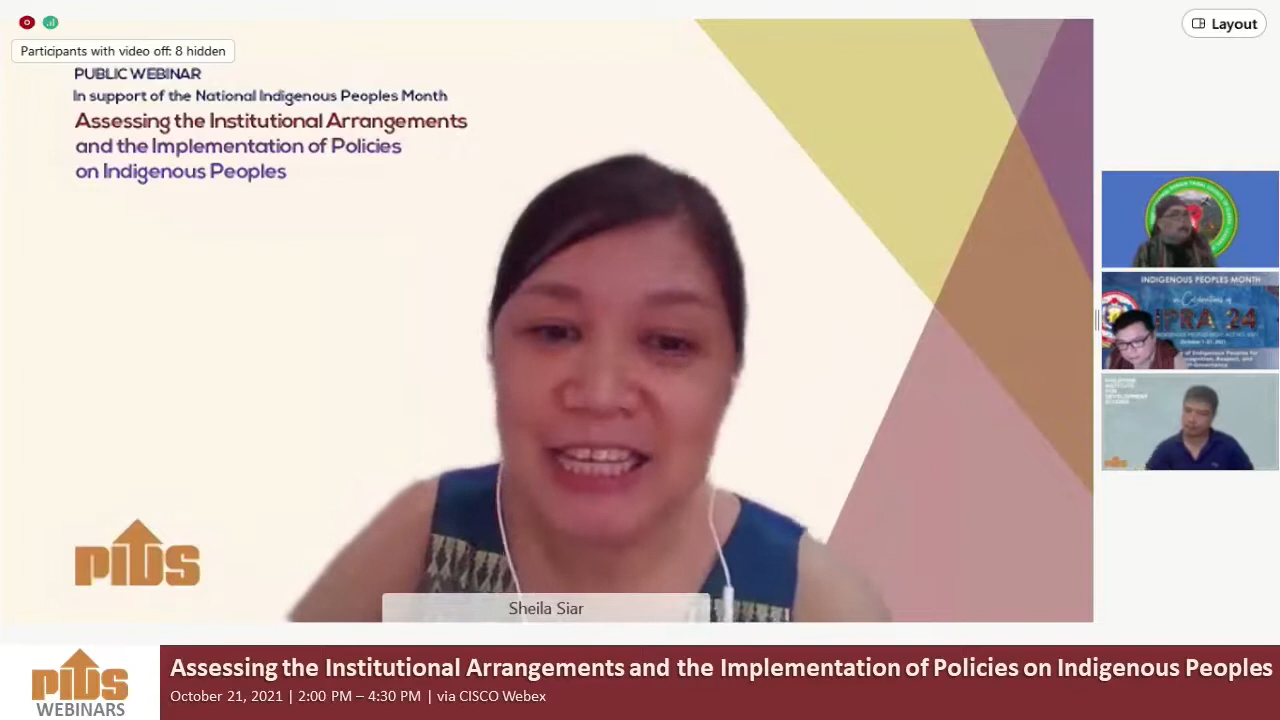 Participants with video off: 8 hidden
Layout
PUBLIC WEBINAR
In support of the National Indigenous Peoples Month
Assessing the Institutional Arrangements
and the Implementation of Policies
on Indigenous Peoples
PIDS
Sheila Siar
INDIGENOUS PEOPLES MONTH
in Celebration of
IPRA 24
PIDS
WEBINARS
Assessing the Institutional Arrangements and the Implementation of Policies on Indigenous Peoples
October 21, 2021 | 2:00 PM – 4:30 PM | via CISCO Webex